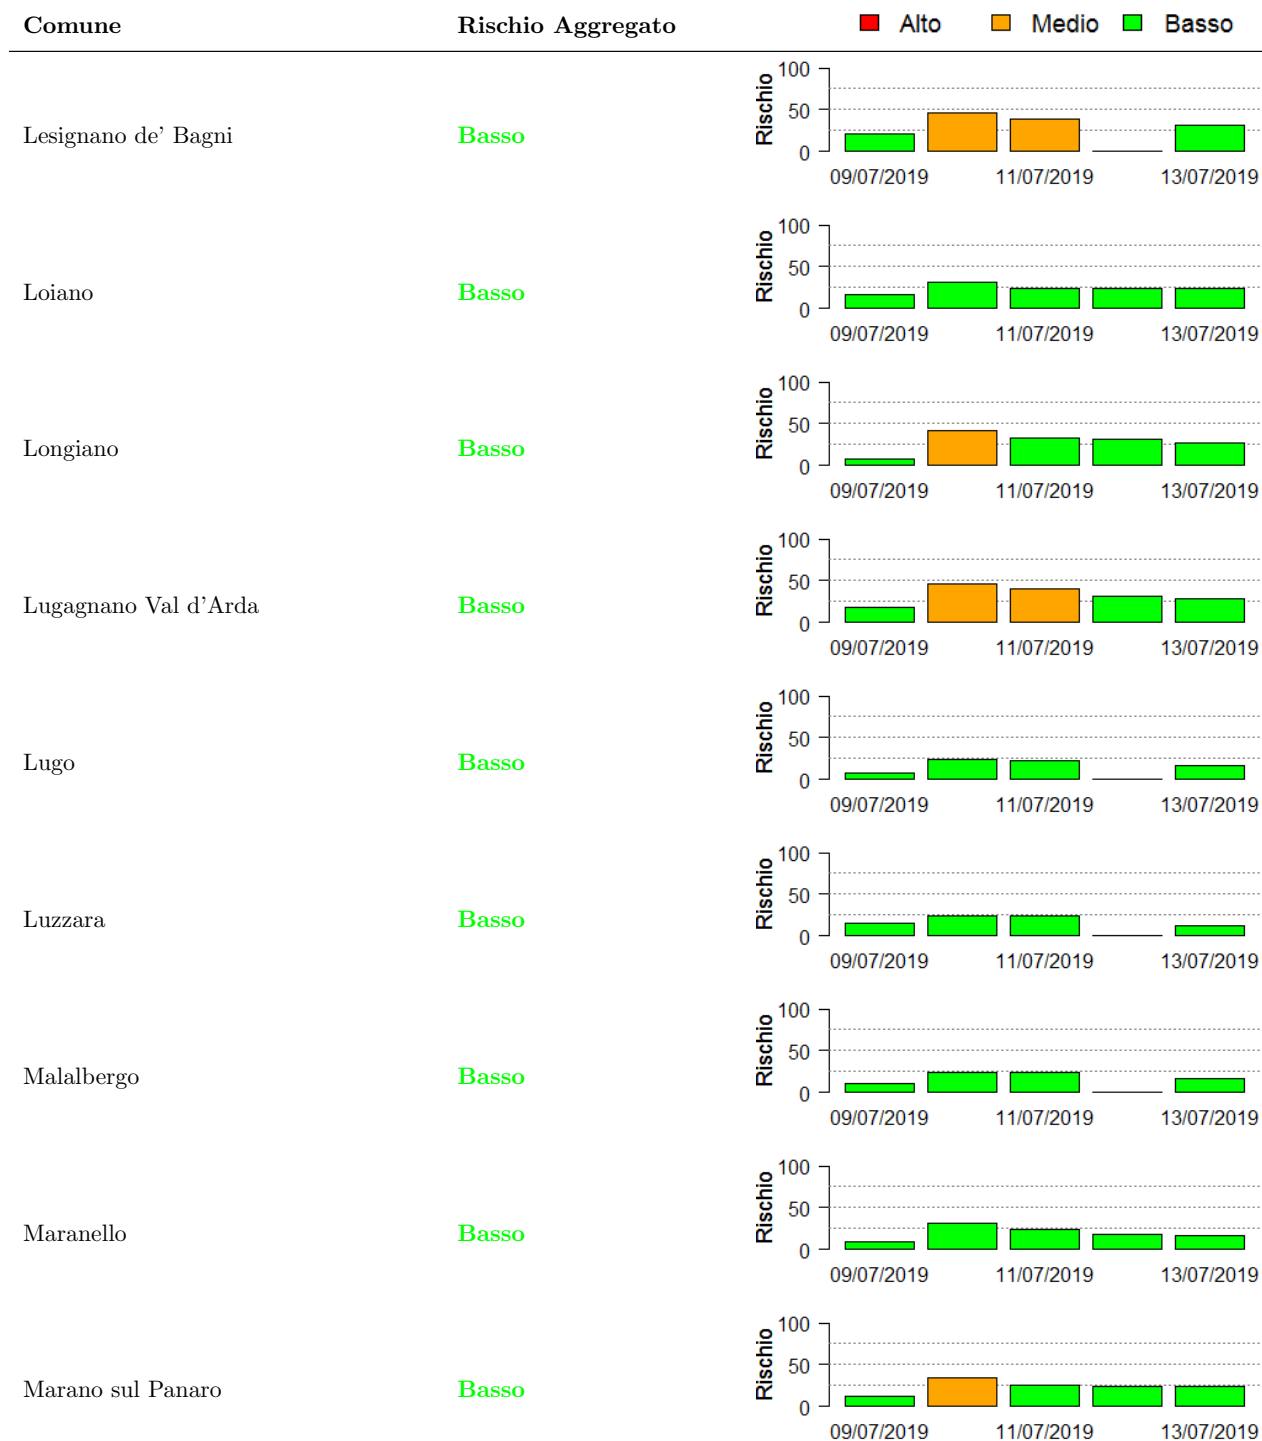 Comune Rischio Aggregato Alto Medio Basso
Lesignano de' Bagni Basso Rischio 100 50 0
09/07/2019 11/07/2019 13/07/2019
Loiano Basso Rischio 100 50 0
09/07/2019 11/07/2019 13/07/2019
Longiano Basso Rischio 100 50 0
09/07/2019 11/07/2019 13/07/2019
Lugagnano Val d'Arda Basso Rischio 100 50 0
09/07/2019 11/07/2019 13/07/2019
Lugo Basso Rischio 100 50 0
09/07/2019 11/07/2019 13/07/2019
Luzzara Basso Rischio 100 50 0
09/07/2019 11/07/2019 13/07/2019
Malalbergo Basso Rischio 100 50 0
09/07/2019 11/07/2019 13/07/2019
Maranello Basso Rischio 100 50 0
09/07/2019 11/07/2019 13/07/2019
Marano sul Panaro Basso Rischio 100 50 0
09/07/2019 11/07/2019 13/07/2019